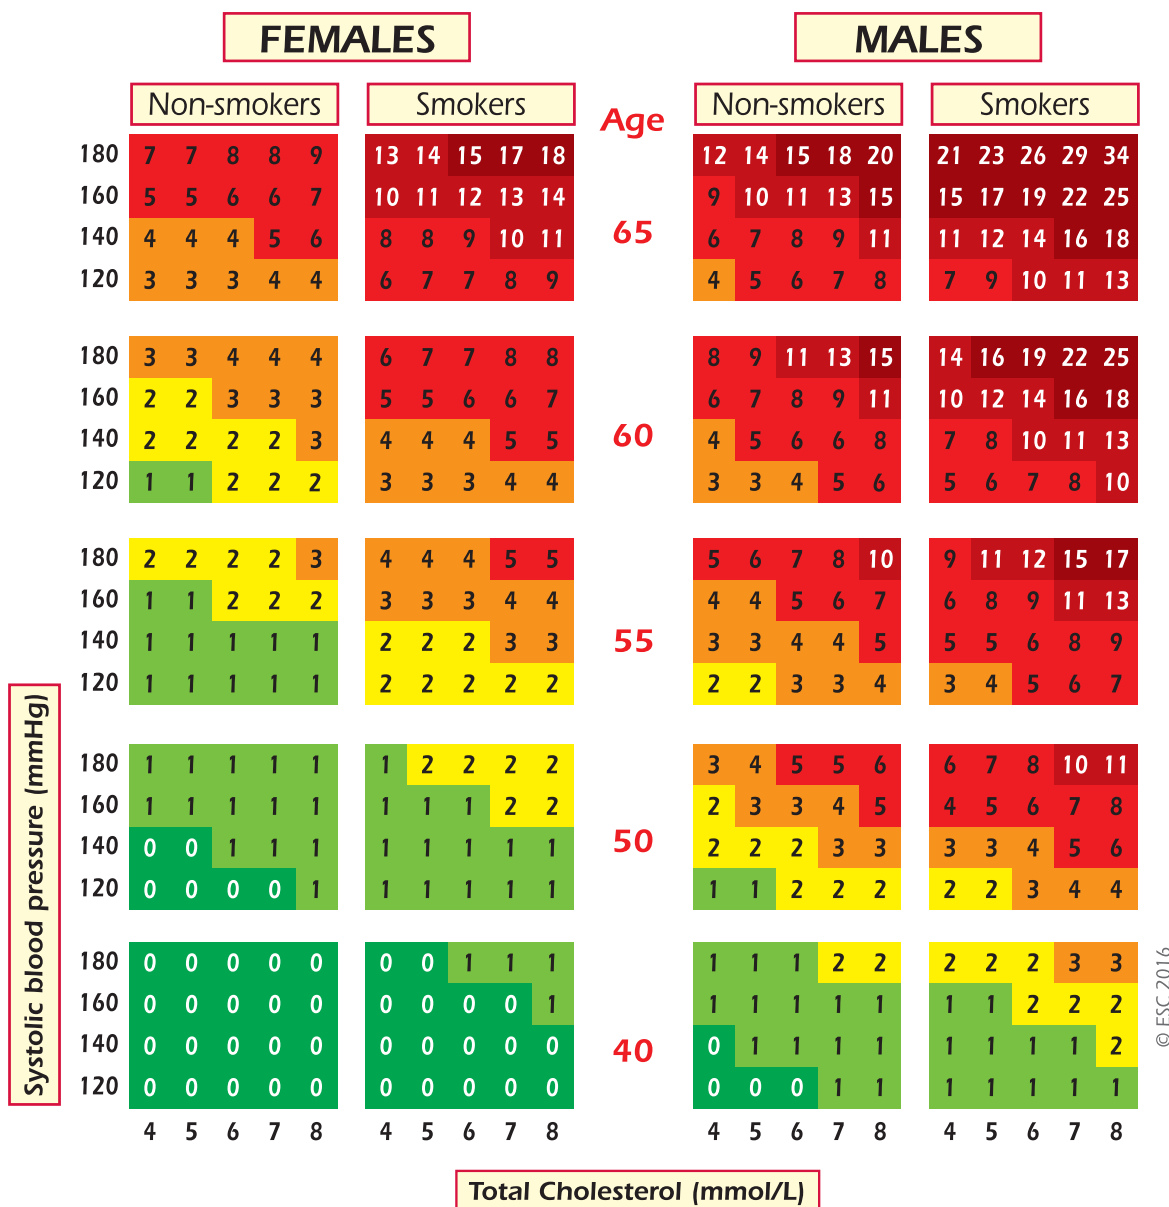 FEMALES MALES
Non-smokers Smokers Age Non-smokers Smokers
180 7 7 8 8 9 13 14 15 17 18 12 14 15 18 20 21 23 26 29 34
160 5 5 6 6 7 10 11 12 13 14 9 10 11 13 15 15 17 19 22 25
65
140 4 4 4 5 6 8 8 9 10 11 6 7 8 9 11 11 12 14 16 18
120 3 3 3 4 4 6 7 7 8 9 4 5 6 7 8 7 9 10 11 13
180 3 3 4 4 4 6 7 7 8 8 8 9 11 13 15 14 16 19 22 25
160 2 2 3 3 3 5 5 6 6 7 6 7 8 9 11 10 12 14 16 18
60
140 2 2 2 2 3 4 4 4 5 5 4 5 6 6 8 7 8 10 11 13
120 1 1 2 2 2 3 3 3 4 4 3 3 4 5 6 5 6 7 8 10
180 2 2 2 2 3 4 4 4 5 5 5 6 7 8 10 9 11 12 15 17
160 1 1 2 2 2 3 3 3 4 4 4 4 5 6 7 6 8 9 11 13
55
140 1 1 1 1 1 2 2 2 3 3 3 3 4 4 5 5 5 6 8 9
120 1 1 1 1 1 2 2 2 2 2 2 2 3 3 4 3 4 5 6 7
180 1 1 1 1 1 1 2 2 2 2 3 4 5 5 6 6 7 8 10 11
160 1 1 1 1 1 1 1 1 2 2 2 3 3 4 5 4 5 6 7 8
50
140 0 0 1 1 1 1 1 1 1 1 2 2 2 3 3 3 3 4 5 6
120 0 0 0 0 1 1 1 1 1 1 1 1 2 2 2 2 2 3 4 4
180 0 0 0 0 0 0 0 1 1 1 1 1 1 2 2 2 2 2 3 3
160 0 0 0 0 0 0 0 0 0 1 1 1 1 1 1 1 1 2 2 2
40
140 0 0 0 0 0 0 0 0 0 0 0 1 1 1 1 1 1 1 1 2
120 0 0 0 0 0 0 0 0 0 0 0 0 0 1 1 1 1 1 1 1
4 5 6 7 8 4 5 6 7 8 4 5 6 7 8 4 5 6 7 8
Systolic blood pressure (mmHg)
Total Cholesterol (mmol/L)
© ESC 2016